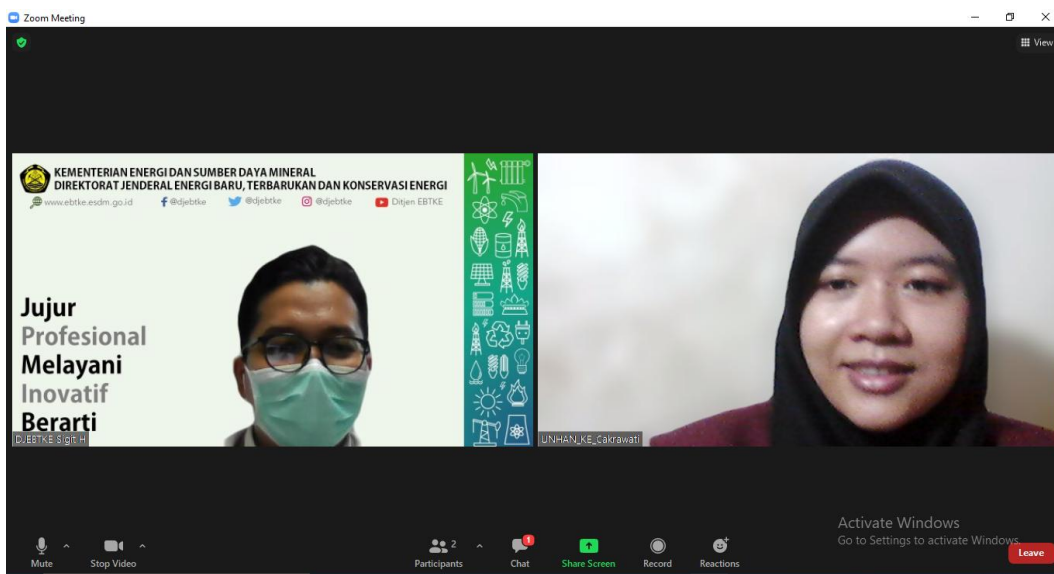 Zoom Meeting
View
KEMENTERIAN ENERGI DAN SUMBER DAYA MINERAL
DIREKTORAT JENDERAL ENERGI BARU, TERBARUKAN DAN KONSERVASI ENERGI
www.ebtke.esdm.go.id @djebtke @djebtke @djebtke Ditjen EBTKE
Jujur
Profesional
Melayani
Inovatif
Berarti
DJEBTKE Sigit H
UNHAN_KE_Cakrawati
Activate Windows
Go to Settings to activate Windows.
2
1
Mute
Stop Video
Participants
Chat
Share Screen
Record
Reactions
Leave